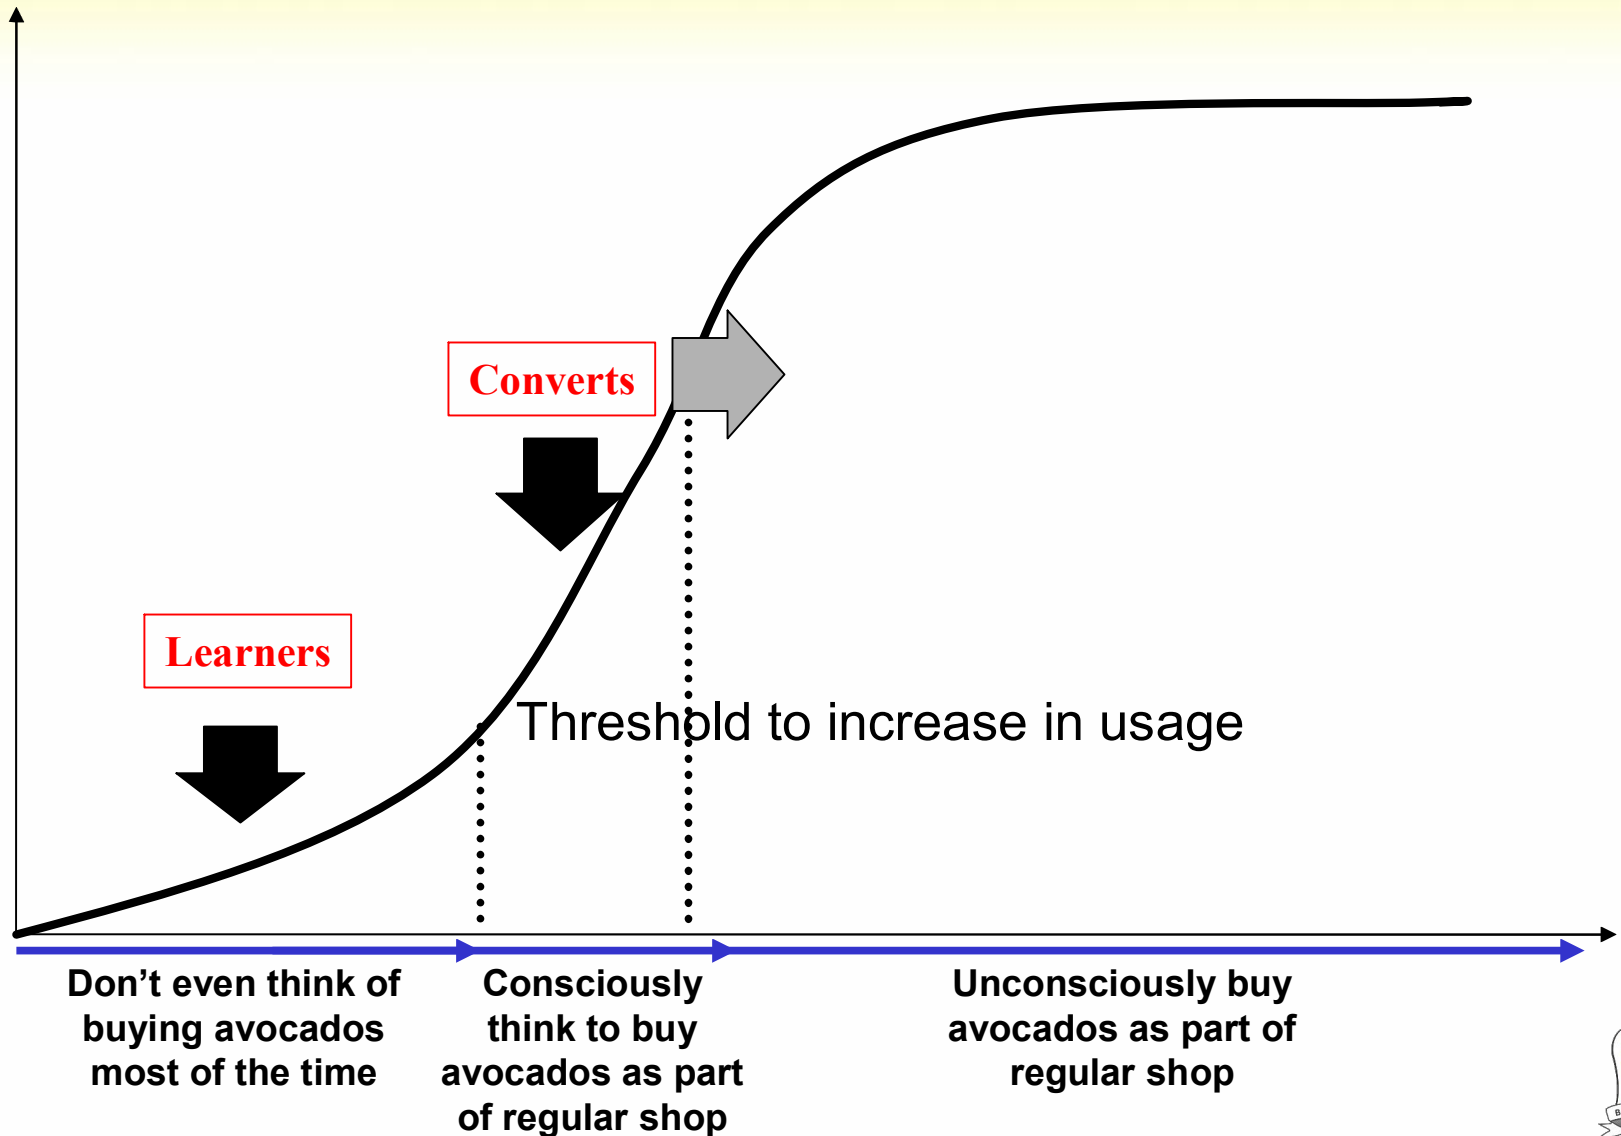 Converts
Learners
Threshold to increase in usage
Don’t even think of
buying avocados
most of the time
Consciously
think to buy
avocados as part
of regular shop
Unconsciously buy
avocados as part of
regular shop